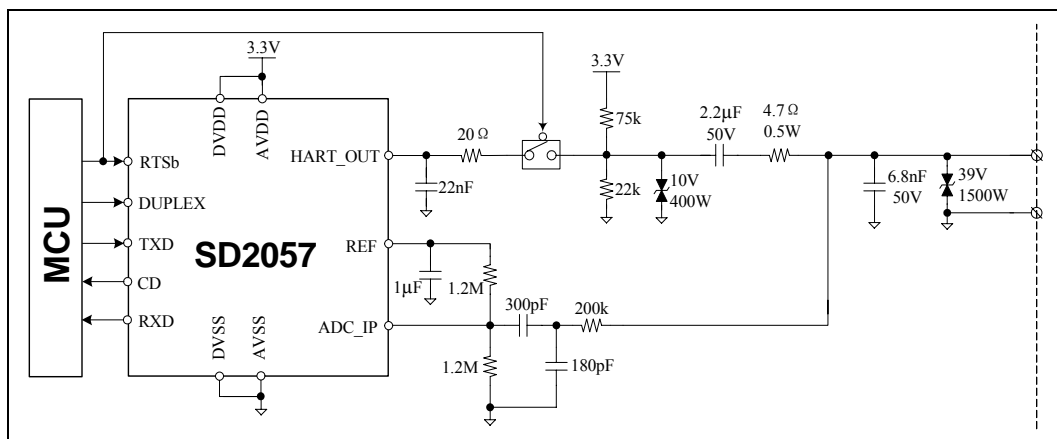 MCU
SD2057
RTSb
DUPLEX
TXD
CD
RXD
DVDD
AVDD
3.3V
HART_OUT
REF
ADC_IP
DVSS
AVSS
22nF
20Ω
3.3V
75k
22k
10V
400W
2.2μF
50V
4.7Ω
0.5W
6.8nF
50V
39V
1500W
1μF
1.2M
300pF
200k
1.2M
180pF